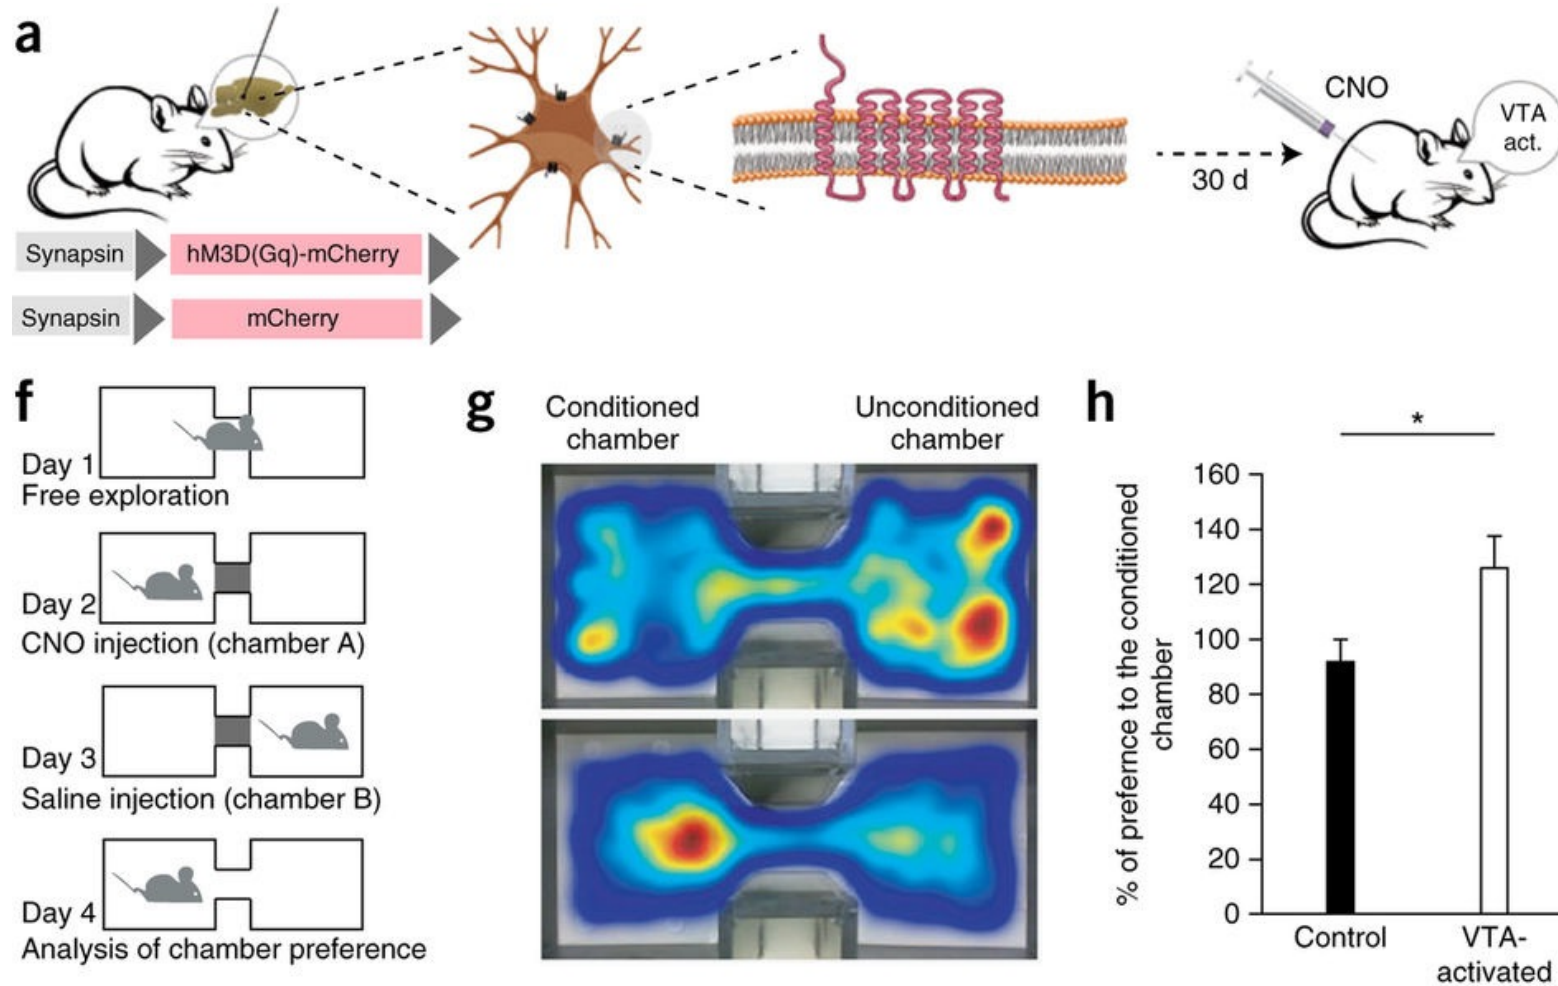 a
CNO
VTA
act.
30 d
Synapsin
hM3D(Gq)-mCherry
Synapsin
mCherry
f
Day 1
Free exploration
Day 2
CNO injection (chamber A)
Day 3
Saline injection (chamber B)
Day 4
Analysis of chamber preference
g
Conditioned
chamber
Unconditioned
chamber
h
*
% of prefernce to the conditioned
chamber
160
140
120
100
80
60
40
20
0
Control
VTA-
activated